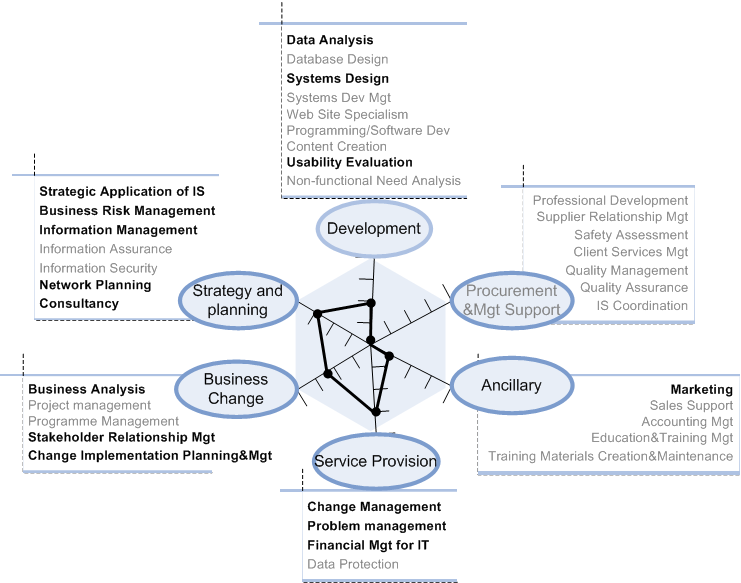 Data Analysis
Database Design
Systems Design
Systems Dev Mgt
Web Site Specialism
Programming/Software Dev
Content Creation
Usability Evaluation
Non-functional Need Analysis
Strategic Application of IS
Business Risk Management
Information Management
Information Assurance
Information Security
Network Planning
Consultancy
Professional Development
Supplier Relationship Mgt
Safety Assessment
Client Services Mgt
Quality Management
Quality Assurance
IS Coordination
Development
Strategy and
planning
Procurement
&Mgt Support
Business
Change
Ancillary
Service Provision
Business Analysis
Project management
Programme Management
Stakeholder Relationship Mgt
Change Implementation Planning&Mgt
Marketing
Sales Support
Accounting Mgt
Education&Training Mgt
Training Materials Creation&Maintenance
Change Management
Problem management
Financial Mgt for IT
Data Protection